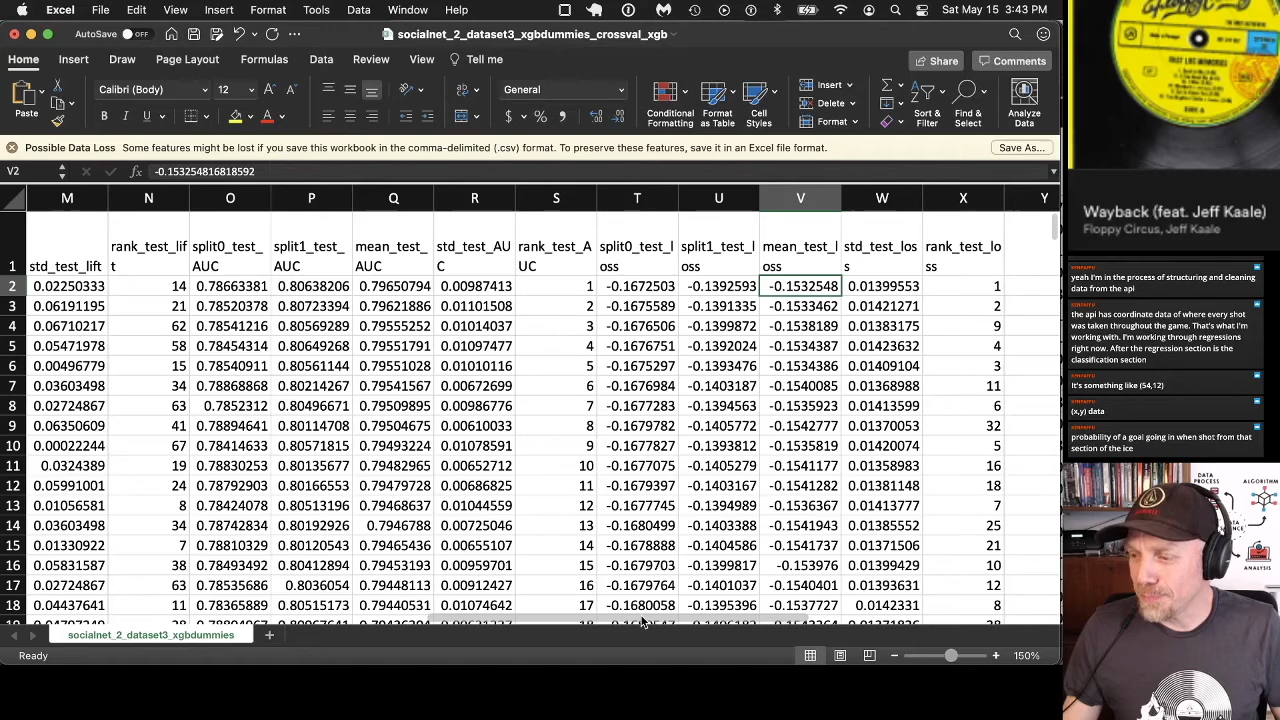 Excel File Edit View Insert Format Tools Data Window Help Sat May 15 3:43 PM
AutoSave OFF socialnet_2_dataset3_xgbdummies_crossval_xgb
Home Insert Draw Page Layout Formulas Data Review View Tell me Share Comments
Paste Calibri (Body) 12 General Conditional Formatting Format as Table Cell Styles Insert Delete Format Sort & Filter Find & Select Analyze Data
Possible Data Loss Some features might be lost if you save this workbook in the comma-delimited (.csv) format. To preserve these features, save it in an Excel file format. Save As...
V2 fx -0.153254816818592
M N O P Q R S T U V W X Y
1 std_test_lift rank_test_lift split0_test_AUC split1_test_AUC mean_test_AUC std_test_AUC rank_test_AUC split0_test_loss split1_test_loss mean_test_loss std_test_loss rank_test_loss
2 0.02250333 14 0.78663381 0.80638206 0.79650794 0.00987413 1 -0.1672503 -0.1392593 -0.1532548 0.01399553 1
3 0.06191195 21 0.78520378 0.80723394 0.79621886 0.01101508 2 -0.1675589 -0.1391335 -0.1533462 0.01421271 2
4 0.06710217 62 0.78541216 0.80569289 0.79555252 0.01014037 3 -0.1676506 -0.1399872 -0.1538189 0.01383175 9
5 0.05471978 58 0.78454314 0.80649268 0.79551791 0.01097477 4 -0.1676751 -0.1392024 -0.1534387 0.01423632 4
6 0.00496779 15 0.78540911 0.80561144 0.79551028 0.01010116 5 -0.1675297 -0.1393476 -0.1534386 0.01409104 3
7 0.03603498 34 0.78868868 0.80214267 0.79541567 0.00672699 6 -0.1676984 -0.1403187 -0.1540085 0.01368988 11
8 0.02724867 63 0.7852312 0.80496671 0.79509895 0.00986776 7 -0.1677283 -0.1394563 -0.1535923 0.01413599 6
9 0.06350609 41 0.78894641 0.80114708 0.79504675 0.00610033 8 -0.1679782 -0.1405772 -0.1542777 0.01370053 32
10 0.00022244 67 0.78414633 0.80571815 0.79493224 0.01078591 9 -0.1677827 -0.1393812 -0.1535819 0.01420074 5
11 0.0324389 19 0.78830253 0.80135677 0.79482965 0.00652712 10 -0.1677075 -0.1405279 -0.1541177 0.01358983 16
12 0.05991001 24 0.78792903 0.80166553 0.79479728 0.00686825 11 -0.1679397 -0.1403167 -0.1541282 0.01381148 18
13 0.01056581 8 0.78424078 0.80513196 0.79468637 0.01044559 12 -0.1677745 -0.1394989 -0.1536367 0.01413777 7
14 0.03603498 34 0.78742834 0.80192926 0.7946788 0.00725046 13 -0.1680499 -0.1403388 -0.1541943 0.01385552 25
15 0.01330922 7 0.78810329 0.80120543 0.79465436 0.00655107 14 -0.1678888 -0.1404586 -0.1541737 0.01371506 21
16 0.05831587 38 0.78493492 0.80412894 0.79453193 0.00959701 15 -0.1679703 -0.1399817 -0.153976 0.01399429 10
17 0.02724867 63 0.78535686 0.8036054 0.79448113 0.00912427 16 -0.1679764 -0.1401037 -0.1540401 0.01393631 12
18 0.04437641 11 0.78365889 0.80515173 0.79440531 0.01074642 17 -0.1680058 -0.1395396 -0.1537727 0.0142331 8
socialnet_2_dataset3_xgbdummies
Ready 150%
Wayback (feat. Jeff Kaale)
Floppy Circus, Jeff Kaale
yeah I'm in the process of structuring and cleaning
data from the api
the api has coordinate data of where every shot
was taken throughout the game. That's what I'm
working with. I'm working through regressions
right now. After the regression section is the
classification section
It's something like (54,12)
(x,y) data
probability of a goal going in when shot from that
section of the ice
DATA PROCESS
ALGORITHM
ANALYSIS